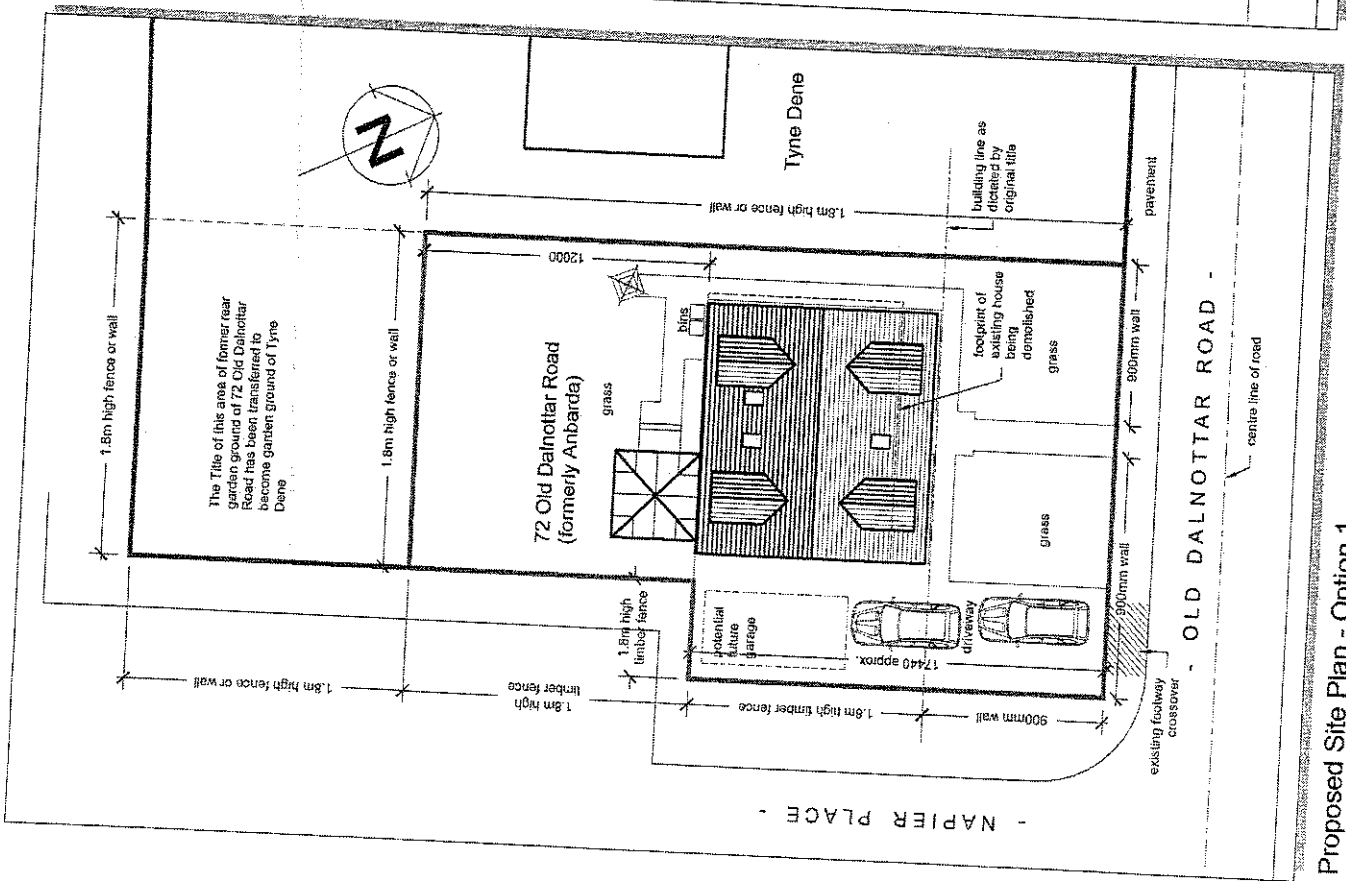 1.8m high fence or wall
The Title of this area of former rear
garden ground of 72 Old Dalnottar
Road has been transferred to
become garden ground of Tyne
Dene
1.8m high fence or wall
N
Tyne Dene
1.8m high fence or wall
12000
building line as
dictated by
original title
pavement
72 Old Dalnottar Road
(formerly Anbarda)
grass
bins
footprint of
existing house
being
demolished
grass
900mm wall
1.8m high
timber fence
potential
future
garage
17440 approx.
driveway
grass
900mm wall
1.8m high fence or wall
1.8m high
timber fence
1.8m high timber fence
900mm wall
existing footway
crossover
- OLD DALNOTTAR ROAD -
centre line of road
- NAPIER PLACE -
Proposed Site Plan - Option 1